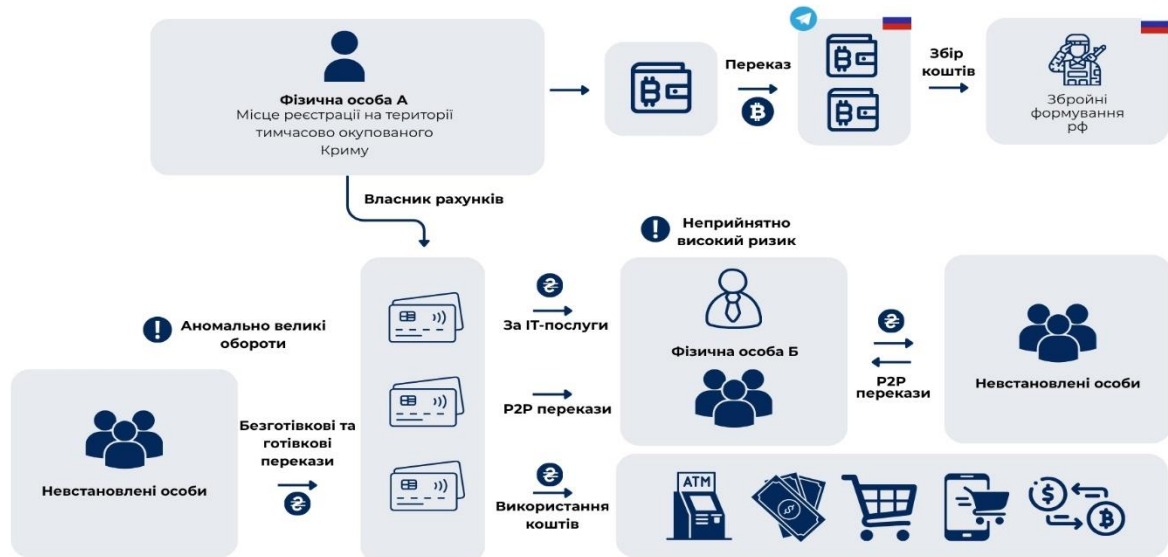 Фізична особа А
Місце реєстрації на території
тимчасово окупованого
Криму
Переказ
Збір
коштів
Збройні
формування
рф
Власник рахунків
Неприйнятно
високий ризик
Аномально великі
обороти
За ІТ-послуги
Фізична особа Б
P2P
перекази
Невстановлені особи
Безготівкові та
готівкові
перекази
P2P перекази
Невстановлені особи
Використання
коштів
ATM